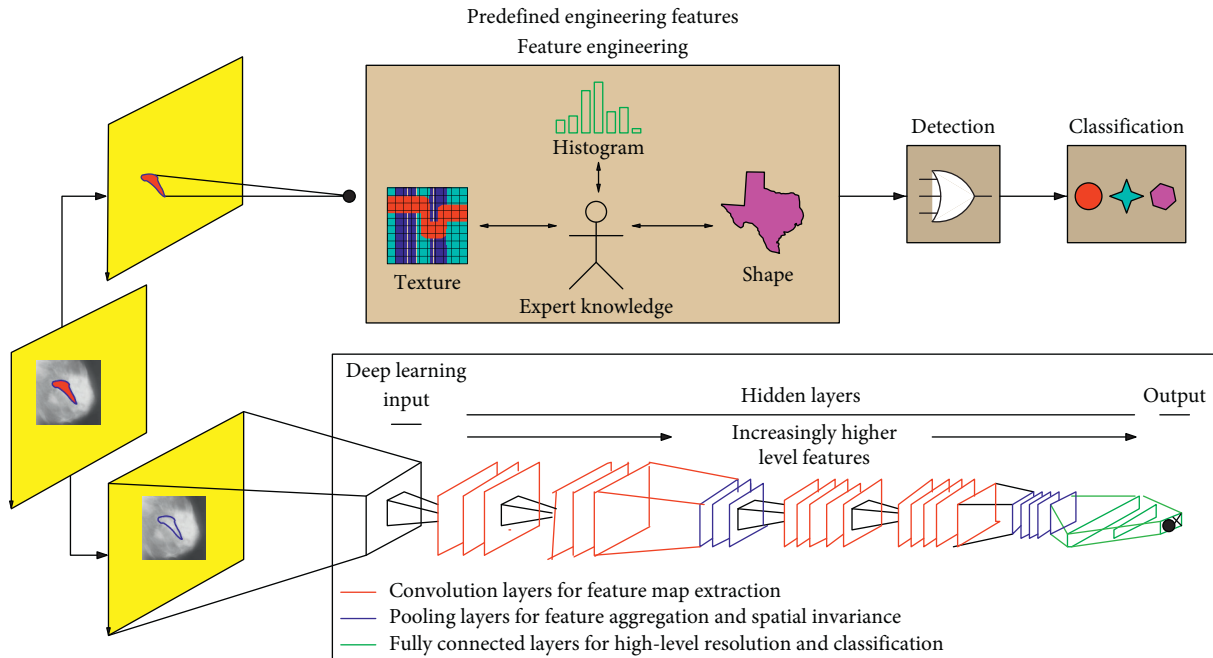 Predefined engineering features
Feature engineering
Histogram
Texture
Expert knowledge
Shape
Detection
Classification
Deep learning
input
Hidden layers
Output
Increasingly higher
level features
Convolution layers for feature map extraction
Pooling layers for feature aggregation and spatial invariance
Fully connected layers for high-level resolution and classification